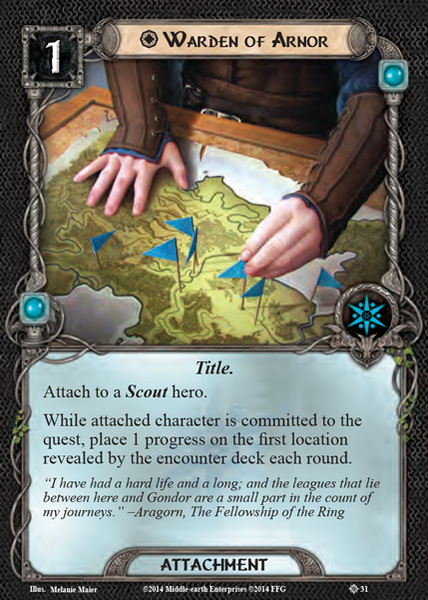 1
Warden of Arnor
Title.
Attach to a Scout hero.
While attached character is committed to the
quest, place 1 progress on the first location
revealed by the encounter deck each round.
“I have had a hard life and a long; and the leagues that lie
between here and Gondor are a small part in the count of
my journeys.” –Aragorn, The Fellowship of the Ring
ATTACHMENT
Illus. Melanie Maier ©2014 Middle-earth Enterprises ©2014 FFG 31